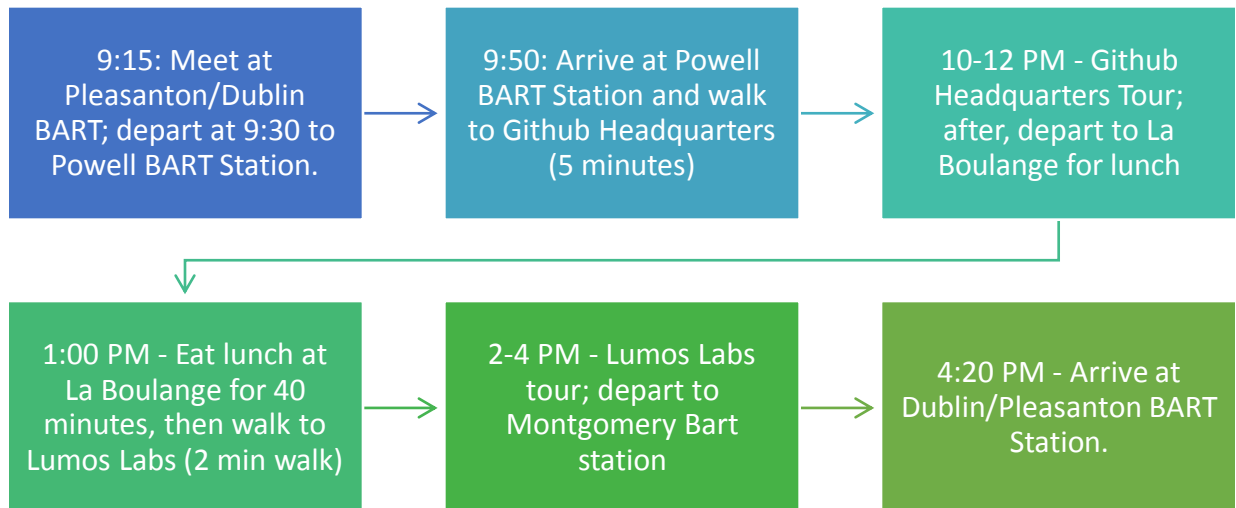 9:15: Meet at
Pleasanton/Dublin
BART; depart at 9:30 to
Powell BART Station.
9:50: Arrive at Powell
BART Station and walk
to Github Headquarters
(5 minutes)
10-12 PM - Github
Headquarters Tour;
after, depart to La
Boulange for lunch
1:00 PM - Eat lunch at
La Boulange for 40
minutes, then walk to
Lumos Labs (2 min walk)
2-4 PM - Lumos Labs
tour; depart to
Montgomery Bart
station
4:20 PM - Arrive at
Dublin/Pleasanton BART
Station.